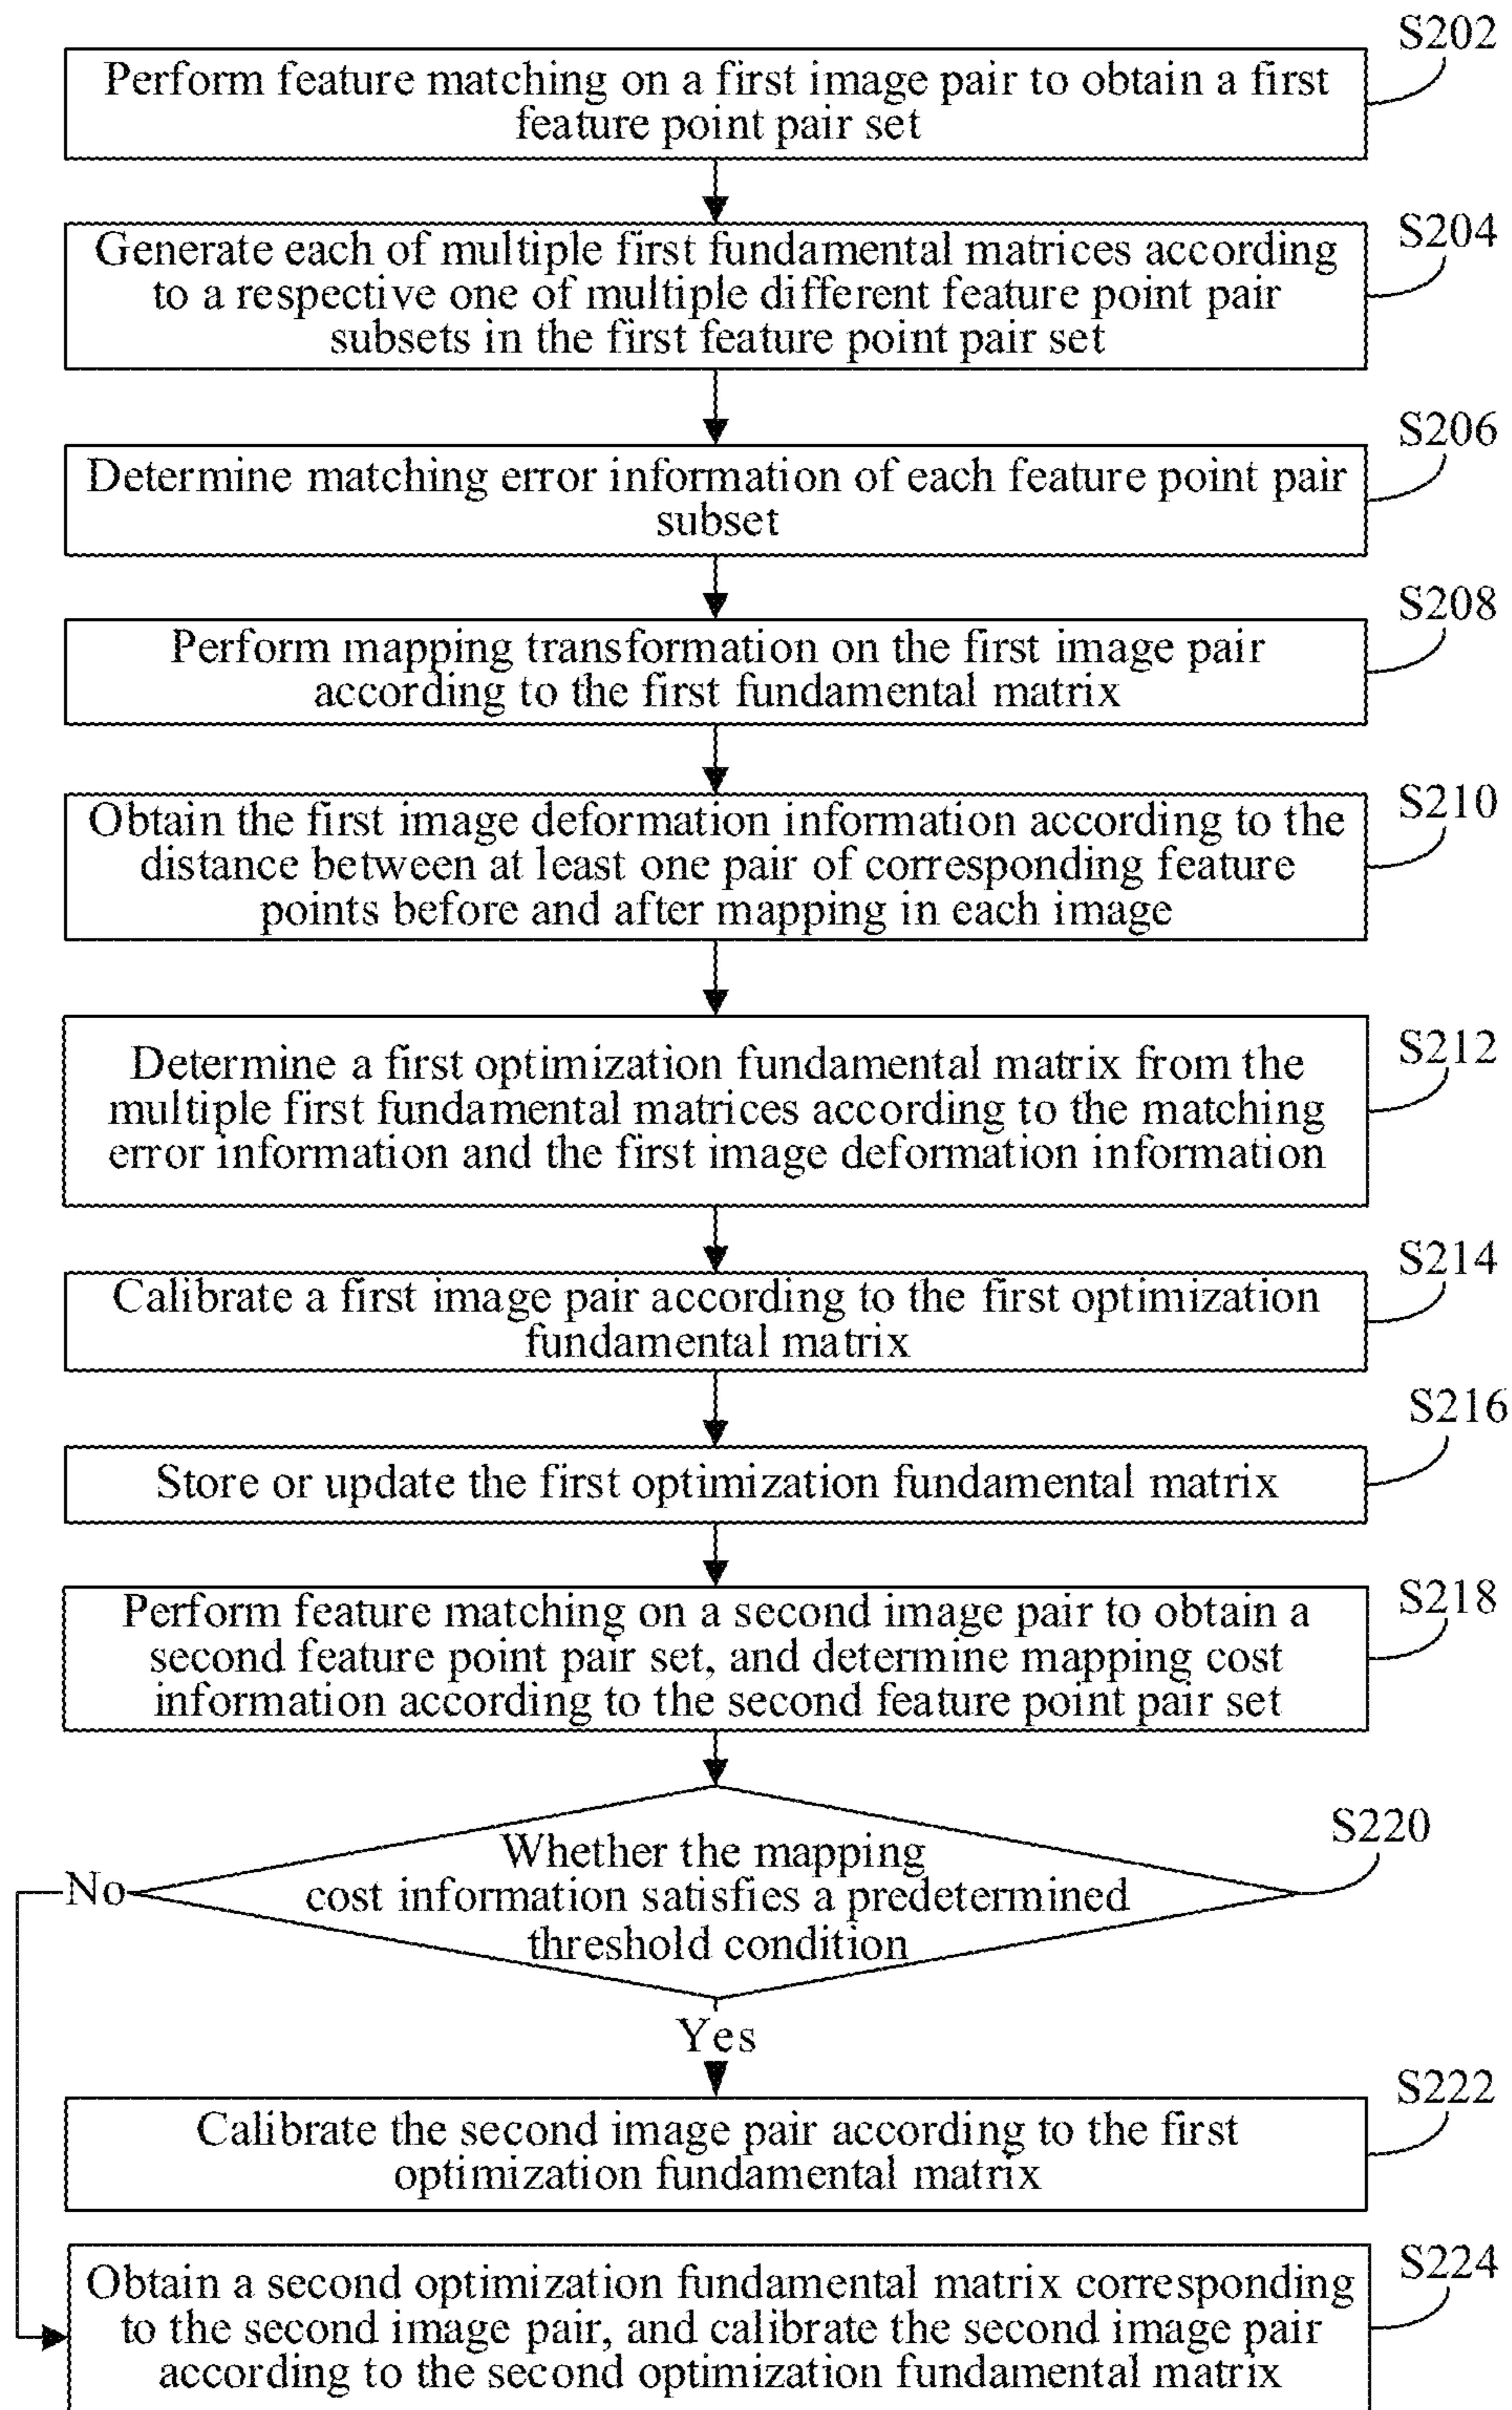 S202
Perform feature matching on a first image pair to obtain a first
feature point pair set
S204
Generate each of multiple first fundamental matrices according
to a respective one of multiple different feature point pair
subsets in the first feature point pair set
S206
Determine matching error information of each feature point pair
subset
S208
Perform mapping transformation on the first image pair
according to the first fundamental matrix
S210
Obtain the first image deformation information according to the
distance between at least one pair of corresponding feature
points before and after mapping in each image
S212
Determine a first optimization fundamental matrix from the
multiple first fundamental matrices according to the matching
error information and the first image deformation information
S214
Calibrate a first image pair according to the first optimization
fundamental matrix
S216
Store or update the first optimization fundamental matrix
S218
Perform feature matching on a second image pair to obtain a
second feature point pair set, and determine mapping cost
information according to the second feature point pair set
S220
Whether the mapping
cost information satisfies a predetermined
threshold condition
No
Yes
S222
Calibrate the second image pair according to the first
optimization fundamental matrix
S224
Obtain a second optimization fundamental matrix corresponding
to the second image pair, and calibrate the second image pair
according to the second optimization fundamental matrix